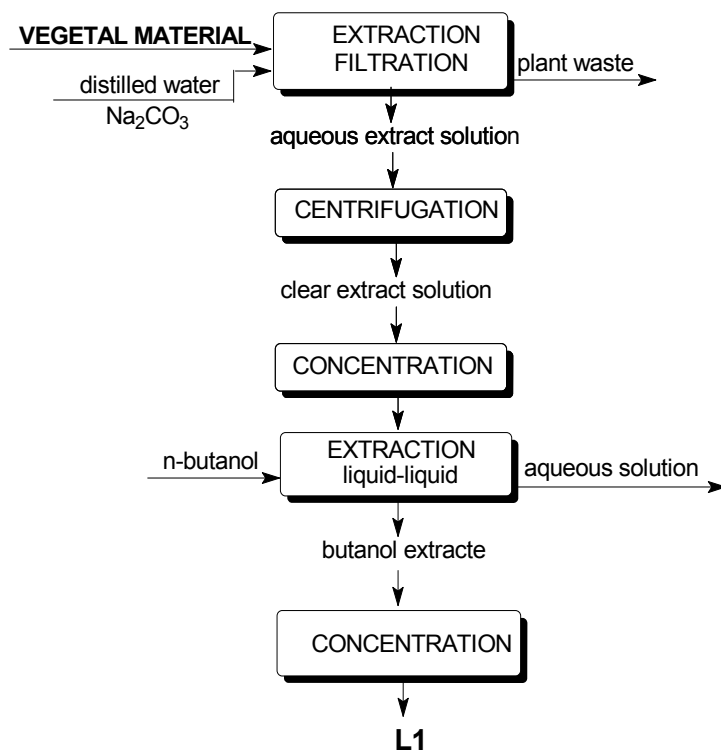 VEGETAL MATERIAL
EXTRACTION
FILTRATION
distilled water
Na₂CO₃
plant waste
aqueous extract solution
CENTRIFUGATION
clear extract solution
CONCENTRATION
n-butanol
EXTRACTION
liquid-liquid
aqueous solution
butanol extracte
CONCENTRATION
L1